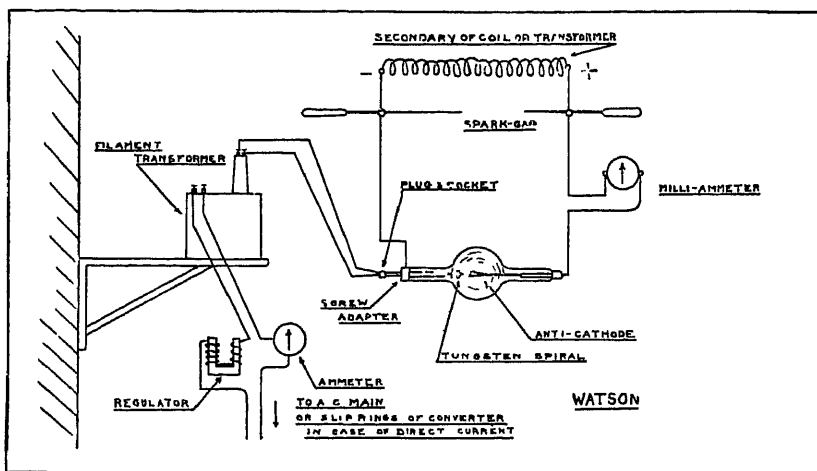 SECONDARY OF COIL OR TRANSFORMER
- +
SPARK-GAP
FILAMENT
TRANSFORMER
PLUG & SOCKET
MILLI-AMMETER
SCREW
ADAPTER
ANTI-CATHODE
TUNGSTEN SPIRAL
REGULATOR
AMMETER
TO A C MAIN
OR SLIP RINGS OF CONVERTER
IN CASE OF DIRECT CURRENT
WATSON